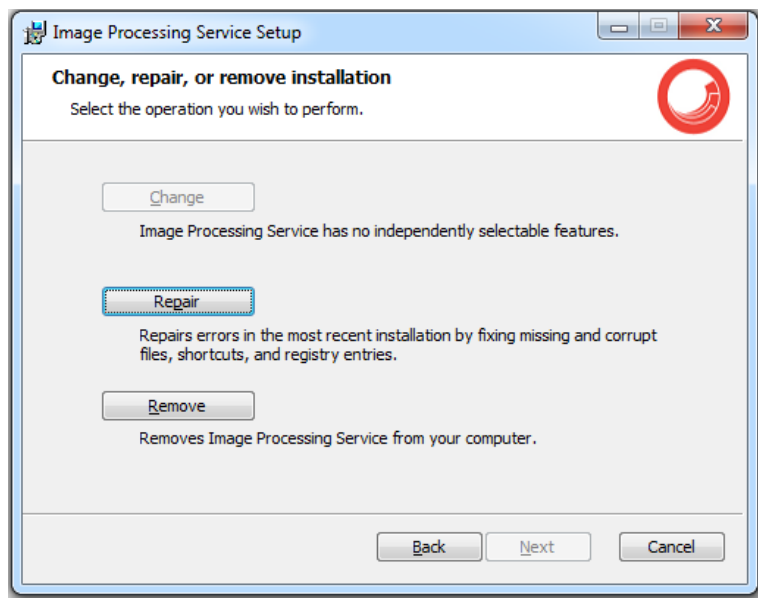 Image Processing Service Setup
Change, repair, or remove installation
Select the operation you wish to perform.
Change
Image Processing Service has no independently selectable features.
Repair
Repairs errors in the most recent installation by fixing missing and corrupt
files, shortcuts, and registry entries.
Remove
Removes Image Processing Service from your computer.
Back Next Cancel